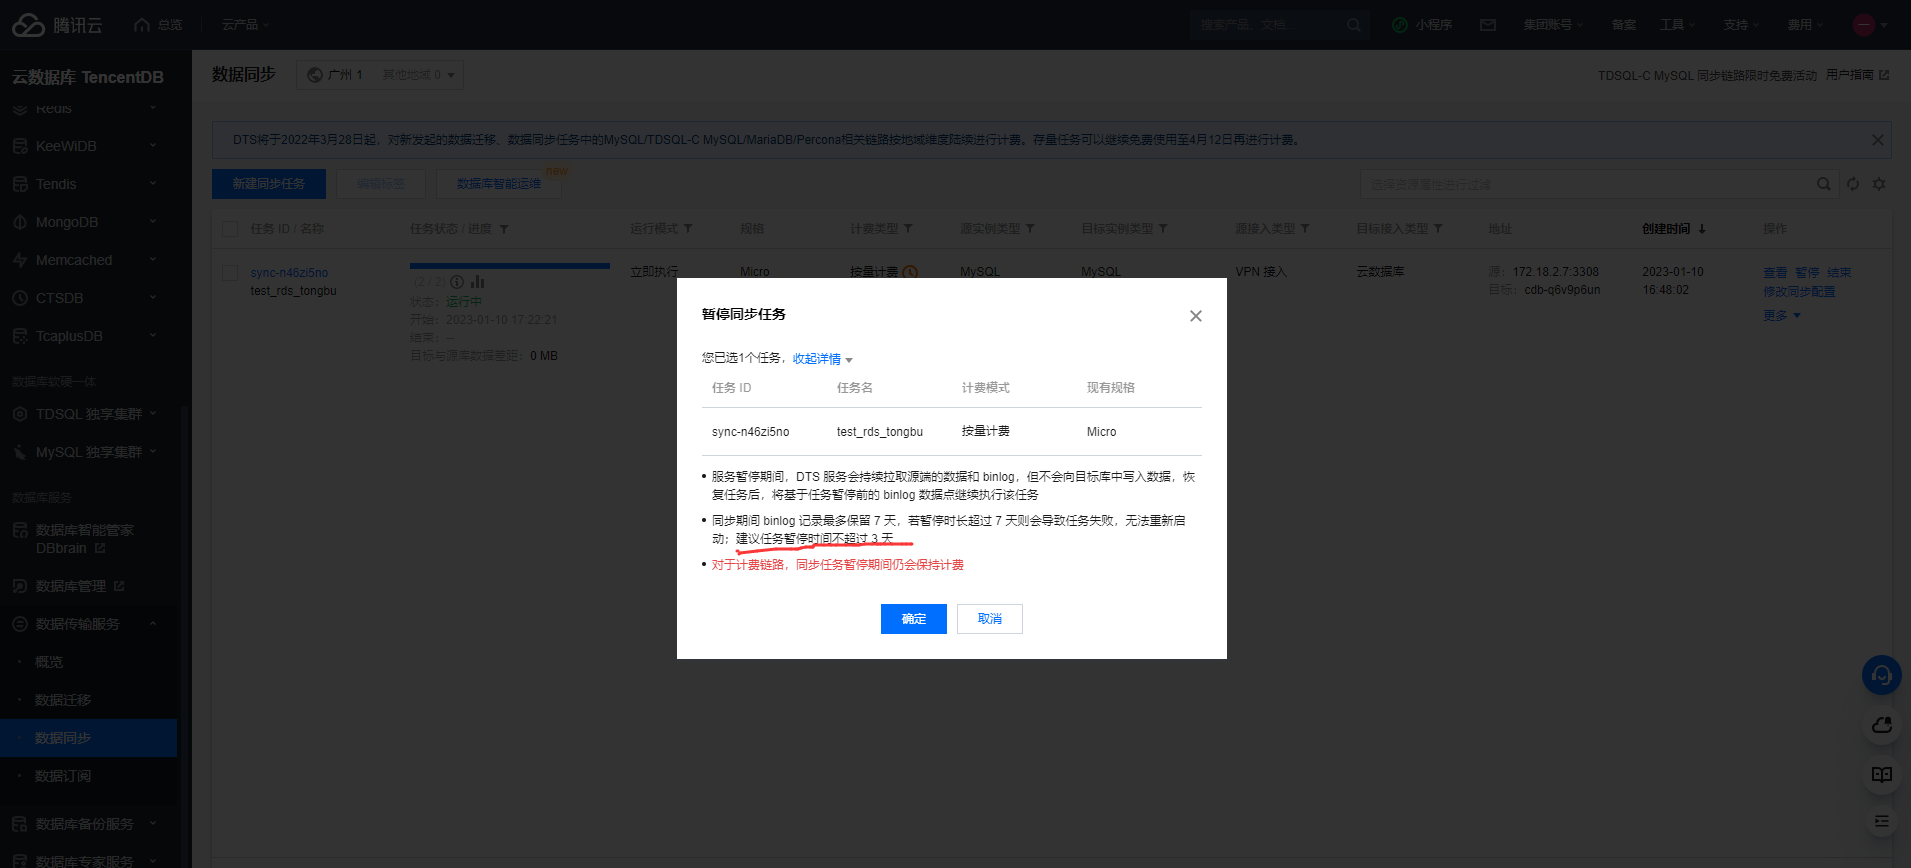 腾讯云
总览
云产品
搜索产品、文档...
小程序
集团账号
备案
工具
支持
费用
云数据库 TencentDB
Redis
KeeWiDB
Tendis
MongoDB
Memcached
CTSDB
TcaplusDB
数据库软硬一体
TDSQL 独享集群
MySQL 独享集群
数据库服务
数据库智能管家
DBbrain
数据库管理
数据传输服务
概览
数据迁移
数据同步
数据订阅
数据库备份服务
数据库专家服务
数据同步
广州 1 其他地域 0
TDSQL-C MySQL 同步链路限时免费活动 用户指南
DTS将于2022年3月28日起，对新发起的数据迁移、数据同步任务中的MySQL/TDSQL-C MySQL/MariaDB/Percona相关链路按地域维度陆续进行计费。存量任务可以继续免费使用至4月12日再进行计费。
新建同步任务 编辑标签 数据库智能运维 new
选择资源属性进行过滤
任务 ID / 名称 任务状态 / 进度 运行模式 规格 计费类型 源实例类型 目标实例类型 源接入类型 目标接入类型 地址 创建时间 操作
sync-n46zi5no
test_rds_tongbu
(2 / 2)
状态：运行中
开始：2023-01-10 17:22:21
结束：--
目标与源库数据差距：0 MB
立即执行 Micro 按量计费 MySQL MySQL VPN 接入 云数据库
源：172.18.2.7:3308
目标：cdb-q6v9p6un
2023-01-10
16:48:02
查看 暂停 结束
修改同步配置
更多
暂停同步任务
您已选1个任务，收起详情
任务 ID 任务名 计费模式 现有规格
sync-n46zi5no test_rds_tongbu 按量计费 Micro
服务暂停期间，DTS 服务会持续拉取源端的数据和 binlog，但不会向目标库中写入数据，恢
复任务后，将基于任务暂停前的 binlog 数据点继续执行该任务
同步期间 binlog 记录最多保留 7 天，若暂停时长超过 7 天则会导致任务失败，无法重新启
动；建议任务暂停时间不超过 3 天
对于计费链路，同步任务暂停期间仍会保持计费
确定 取消